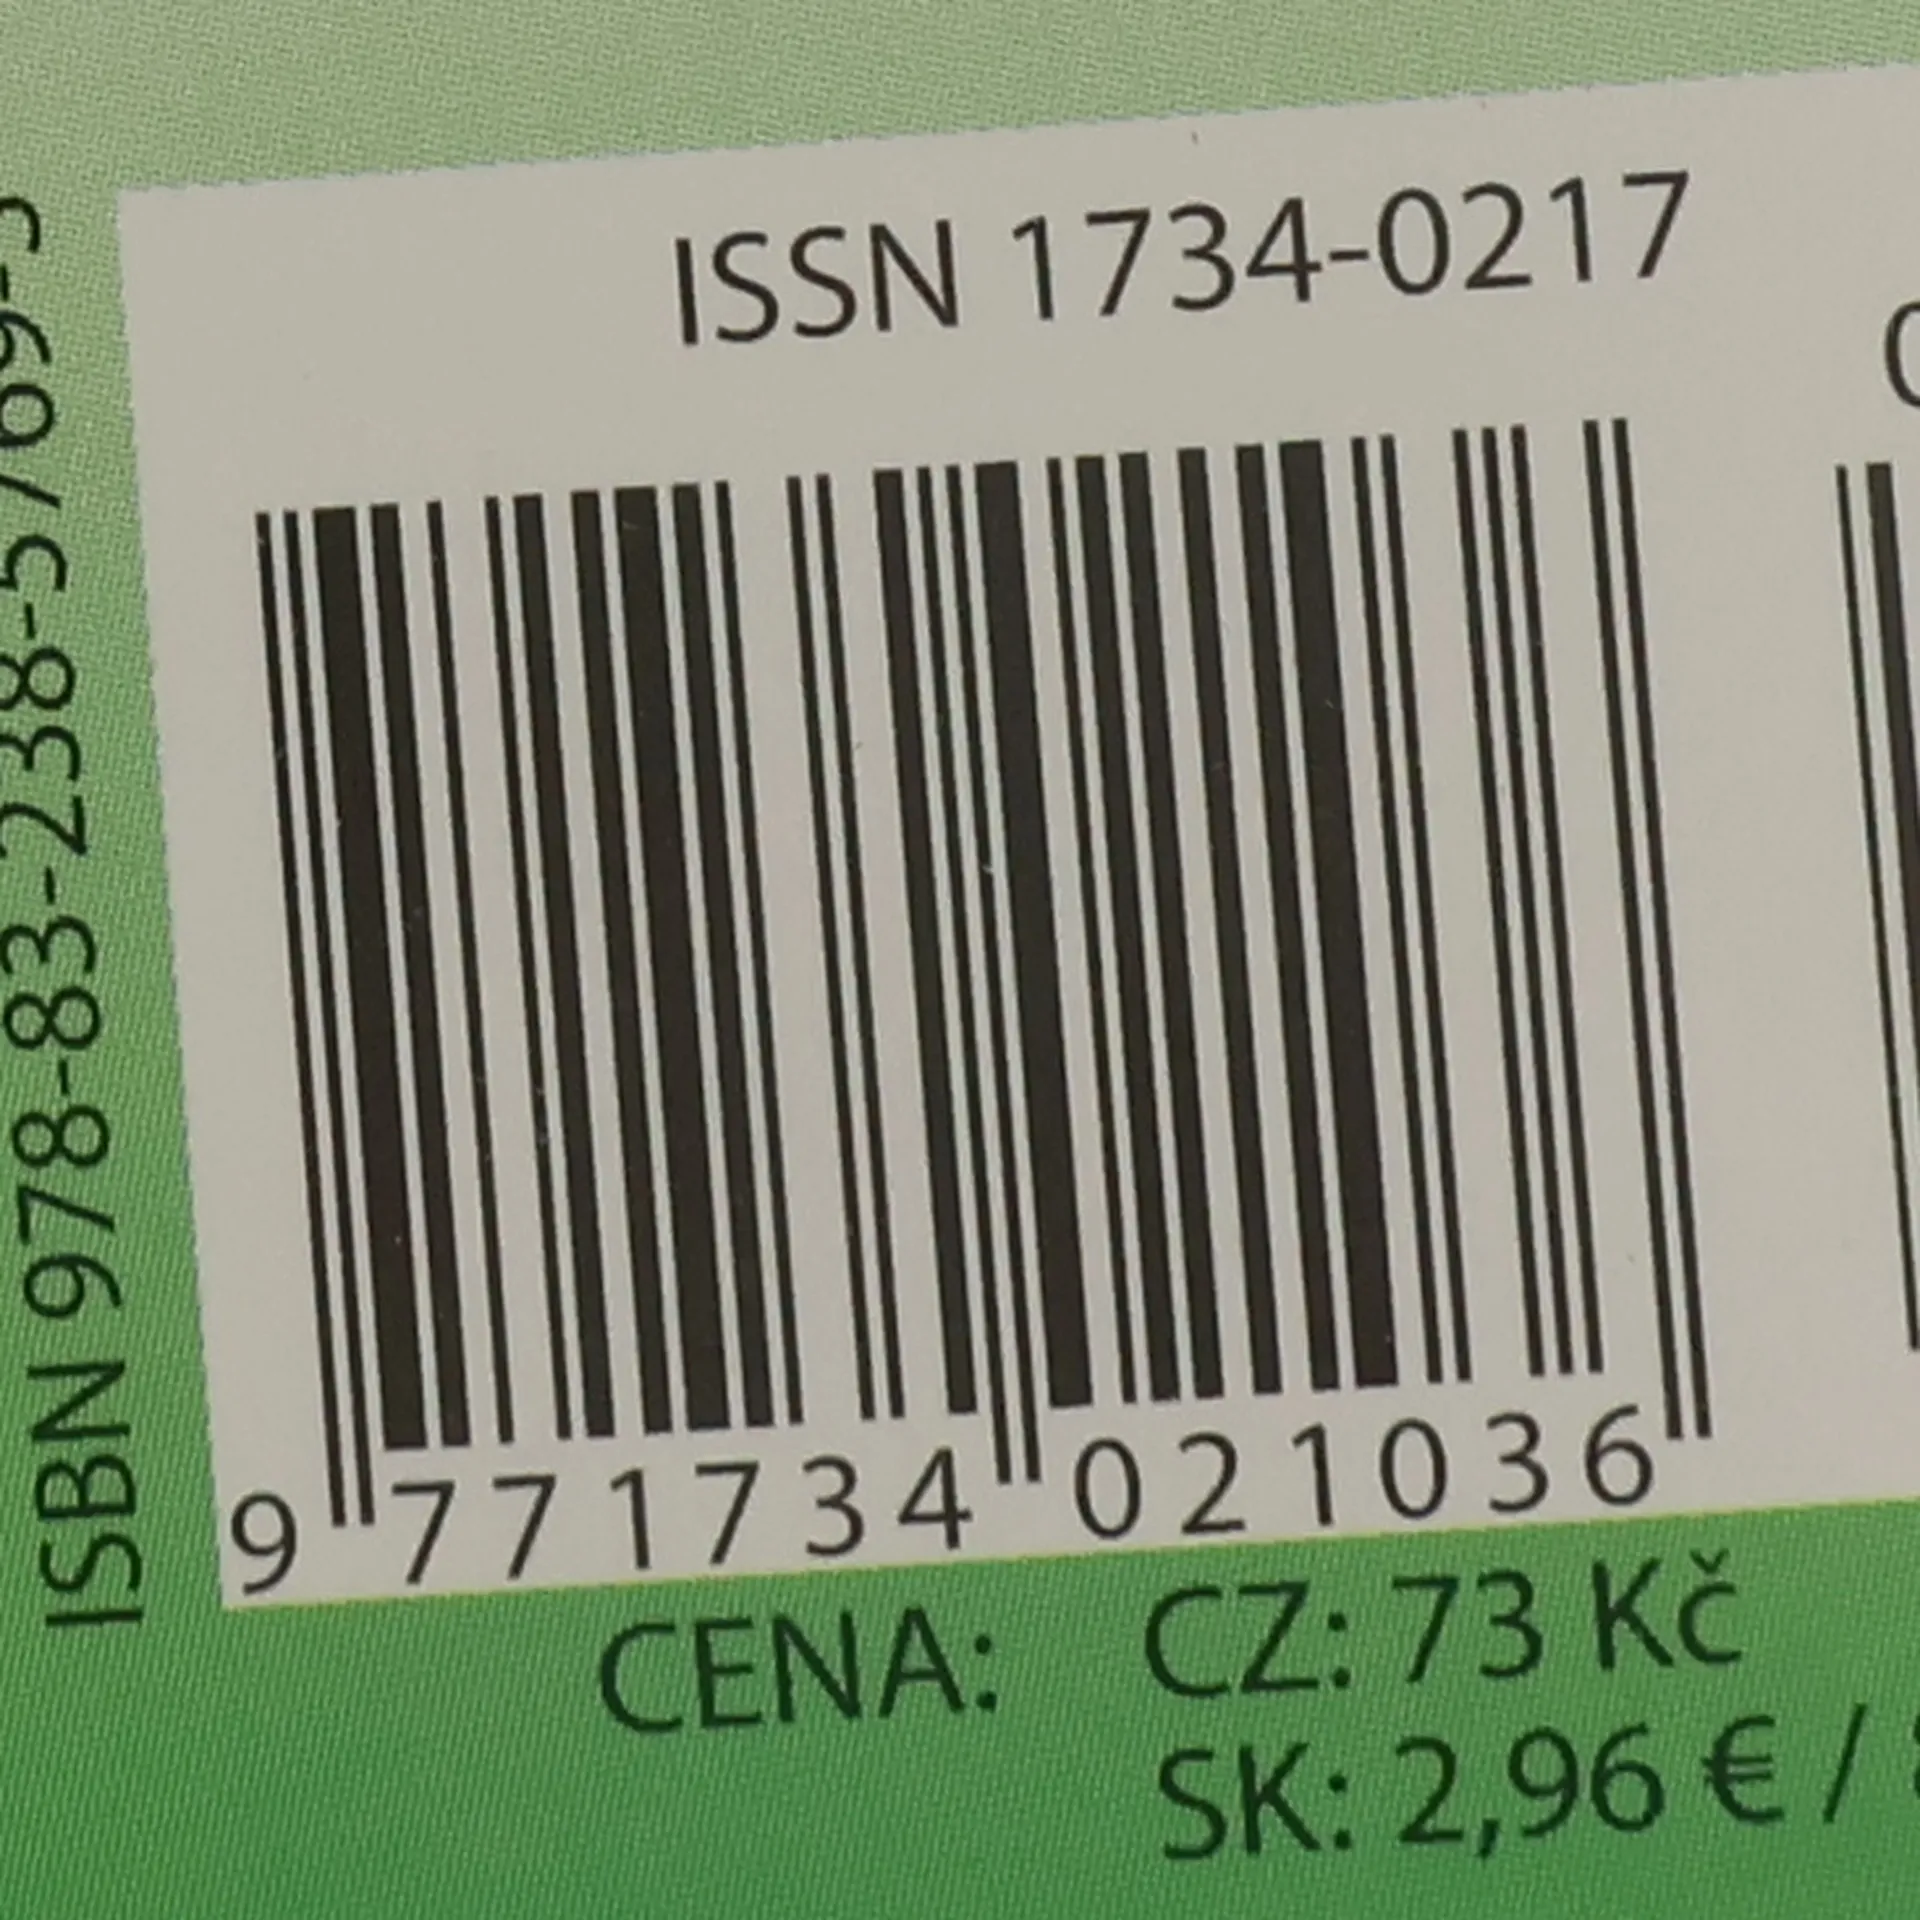 ISSN 1734-0217
9 771734 021036
CENA: CZ: 73 Kč
SK: 2,96 € /
ISBN 978-83-238-5769-5